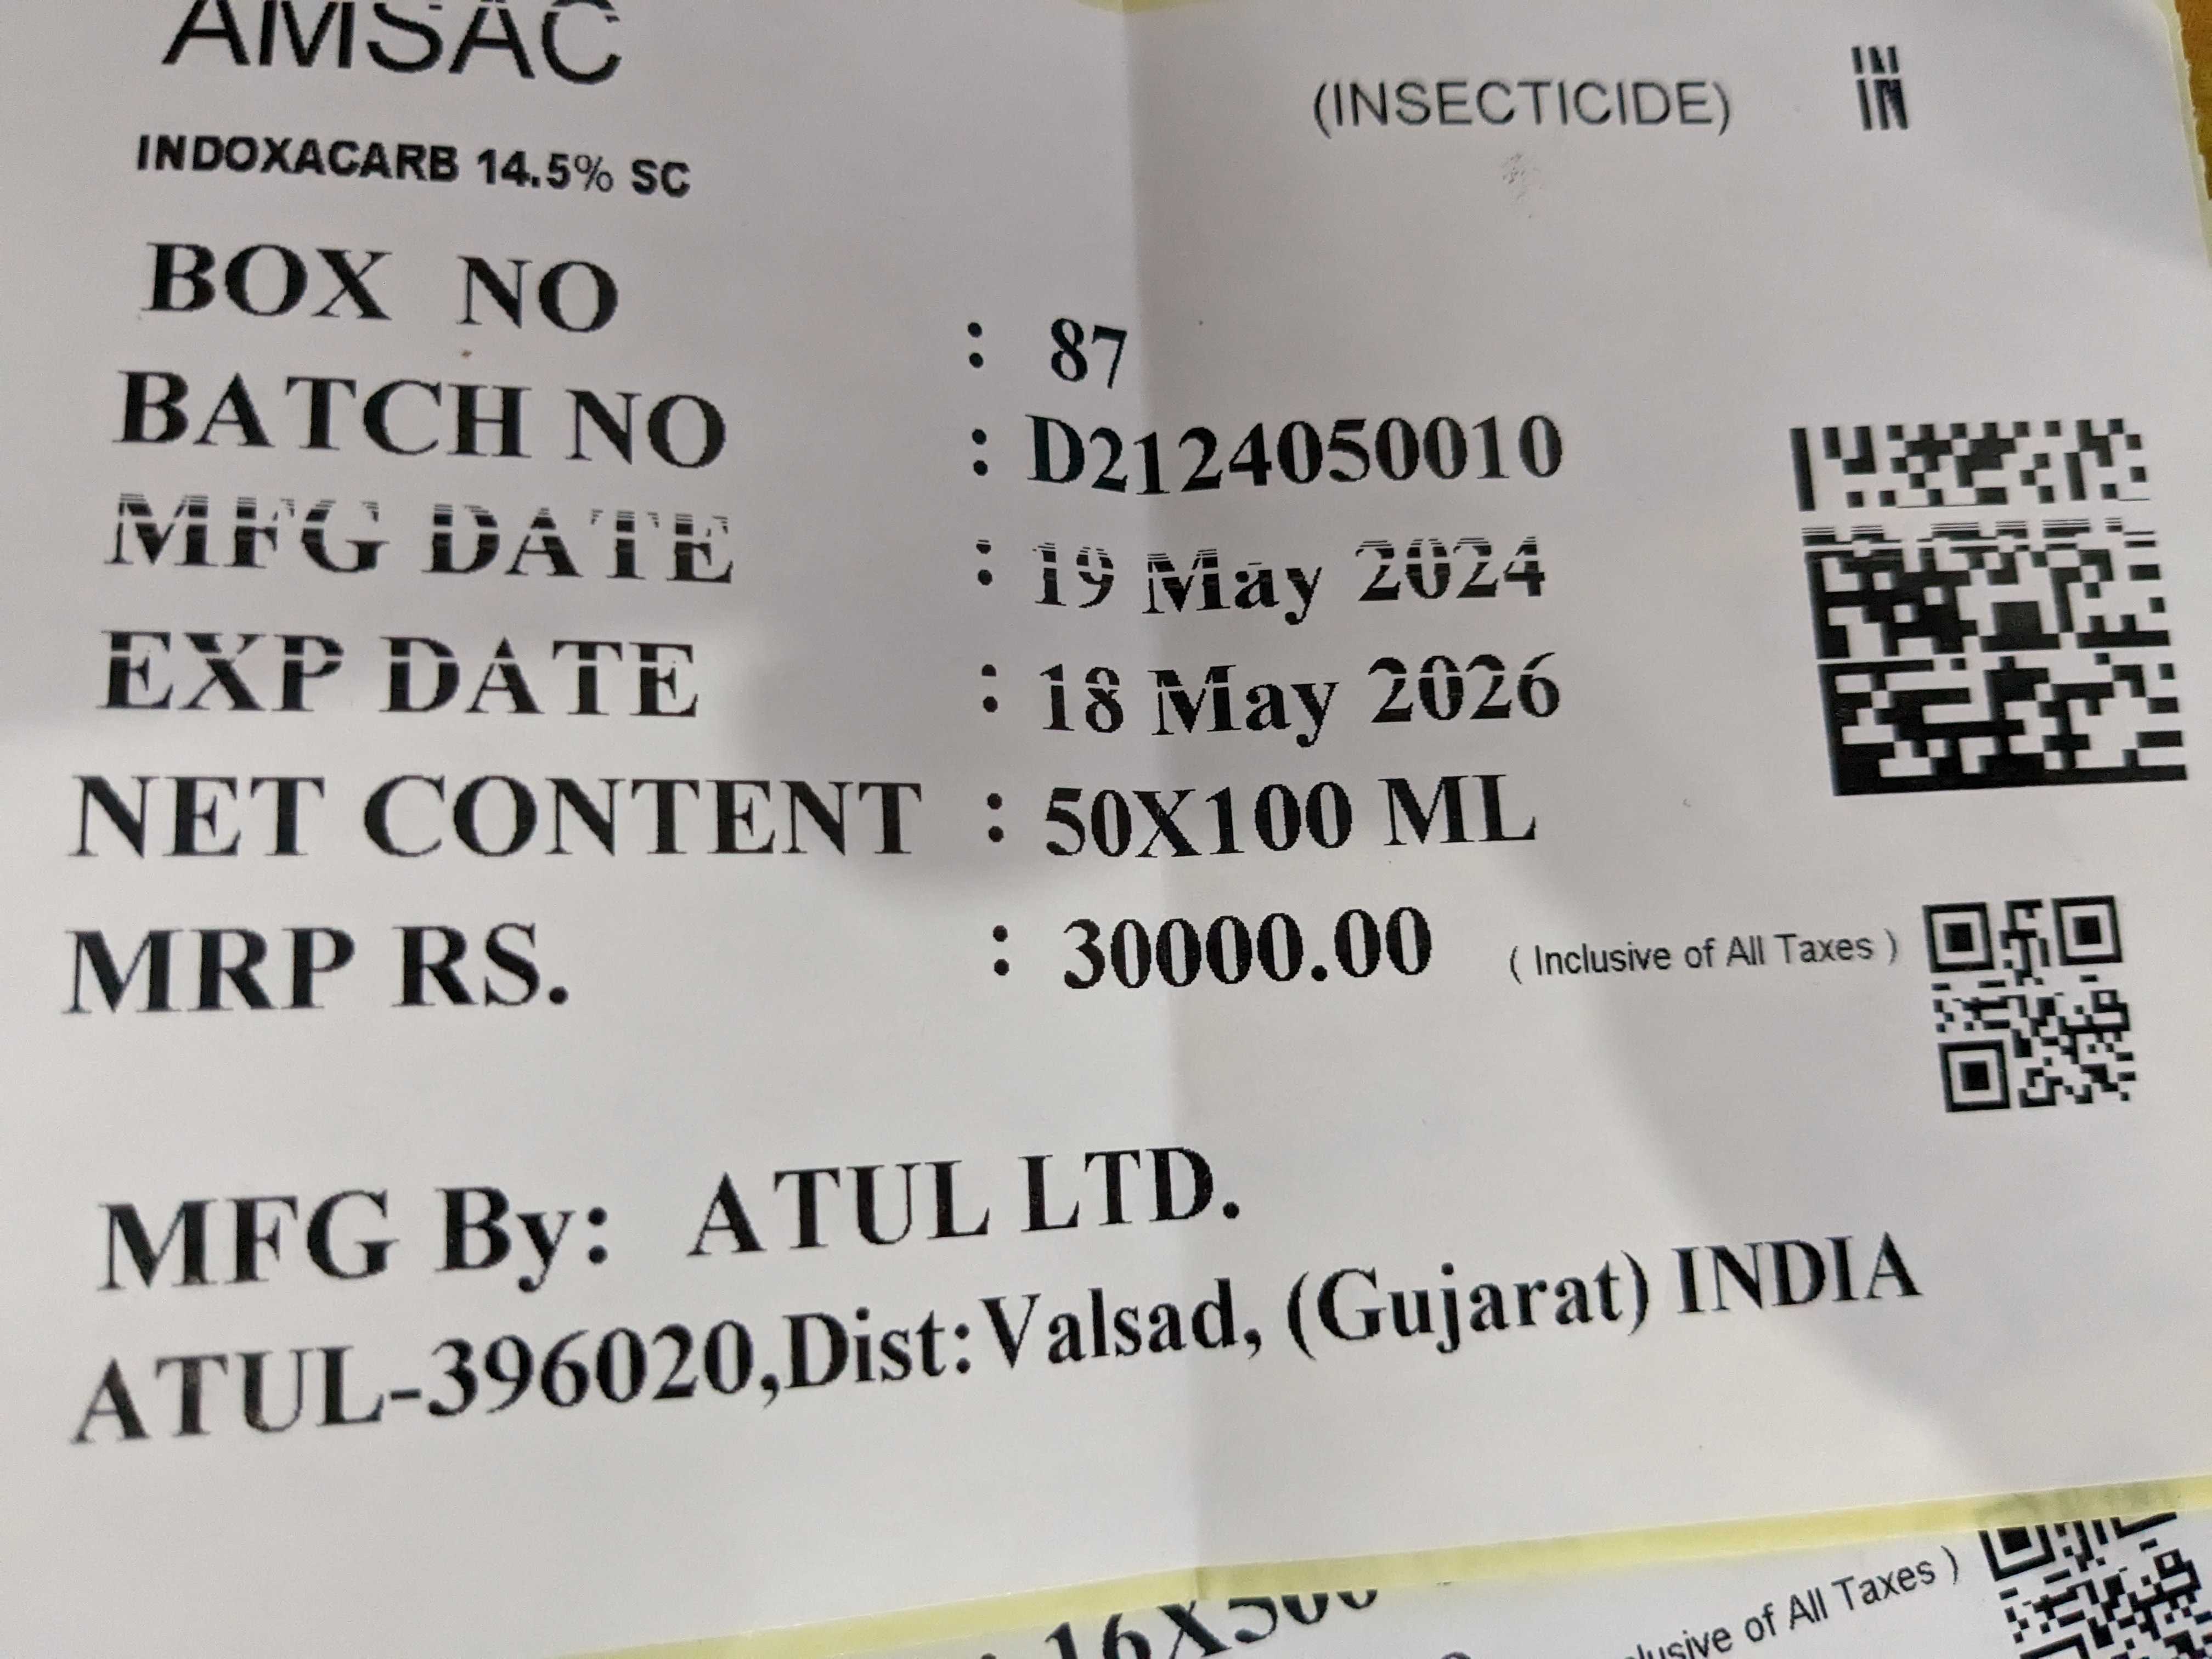 AMSAC
(INSECTICIDE)
IN
INDOXACARB 14.5% SC
BOX NO : 87
BATCH NO : D2124050010
MFG DATE : 19 May 2024
EXP DATE : 18 May 2026
NET CONTENT : 50X100 ML
MRP RS. : 30000.00 ( Inclusive of All Taxes )
MFG By: ATUL LTD.
ATUL-396020,Dist:Valsad, (Gujarat) INDIA
: 16X500
of All Taxes )